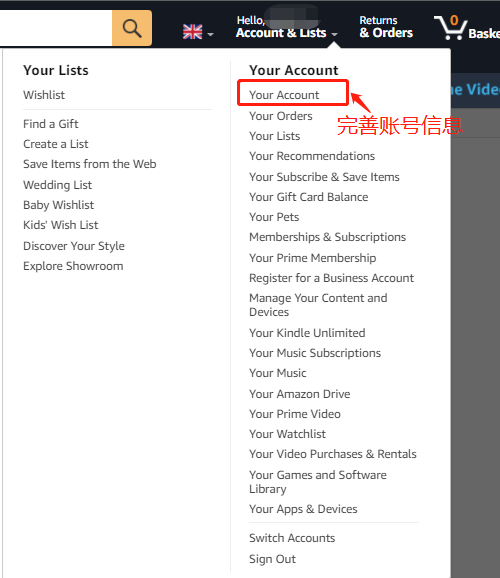 Hello,
Account & Lists
Returns
& Orders
0
Baske
Your Lists
Wishlist
Find a Gift
Create a List
Save Items from the Web
Wedding List
Baby Wishlist
Kids' Wish List
Discover Your Style
Explore Showroom
Your Account
Your Account
完善账号信息
Your Orders
Your Lists
Your Recommendations
Your Subscribe & Save Items
Your Gift Card Balance
Your Pets
Memberships & Subscriptions
Your Prime Membership
Register for a Business Account
Manage Your Content and
Devices
Your Kindle Unlimited
Your Music Subscriptions
Your Music
Your Amazon Drive
Your Prime Video
Your Watchlist
Your Video Purchases & Rentals
Your Games and Software
Library
Your Apps & Devices
Switch Accounts
Sign Out
ne Video